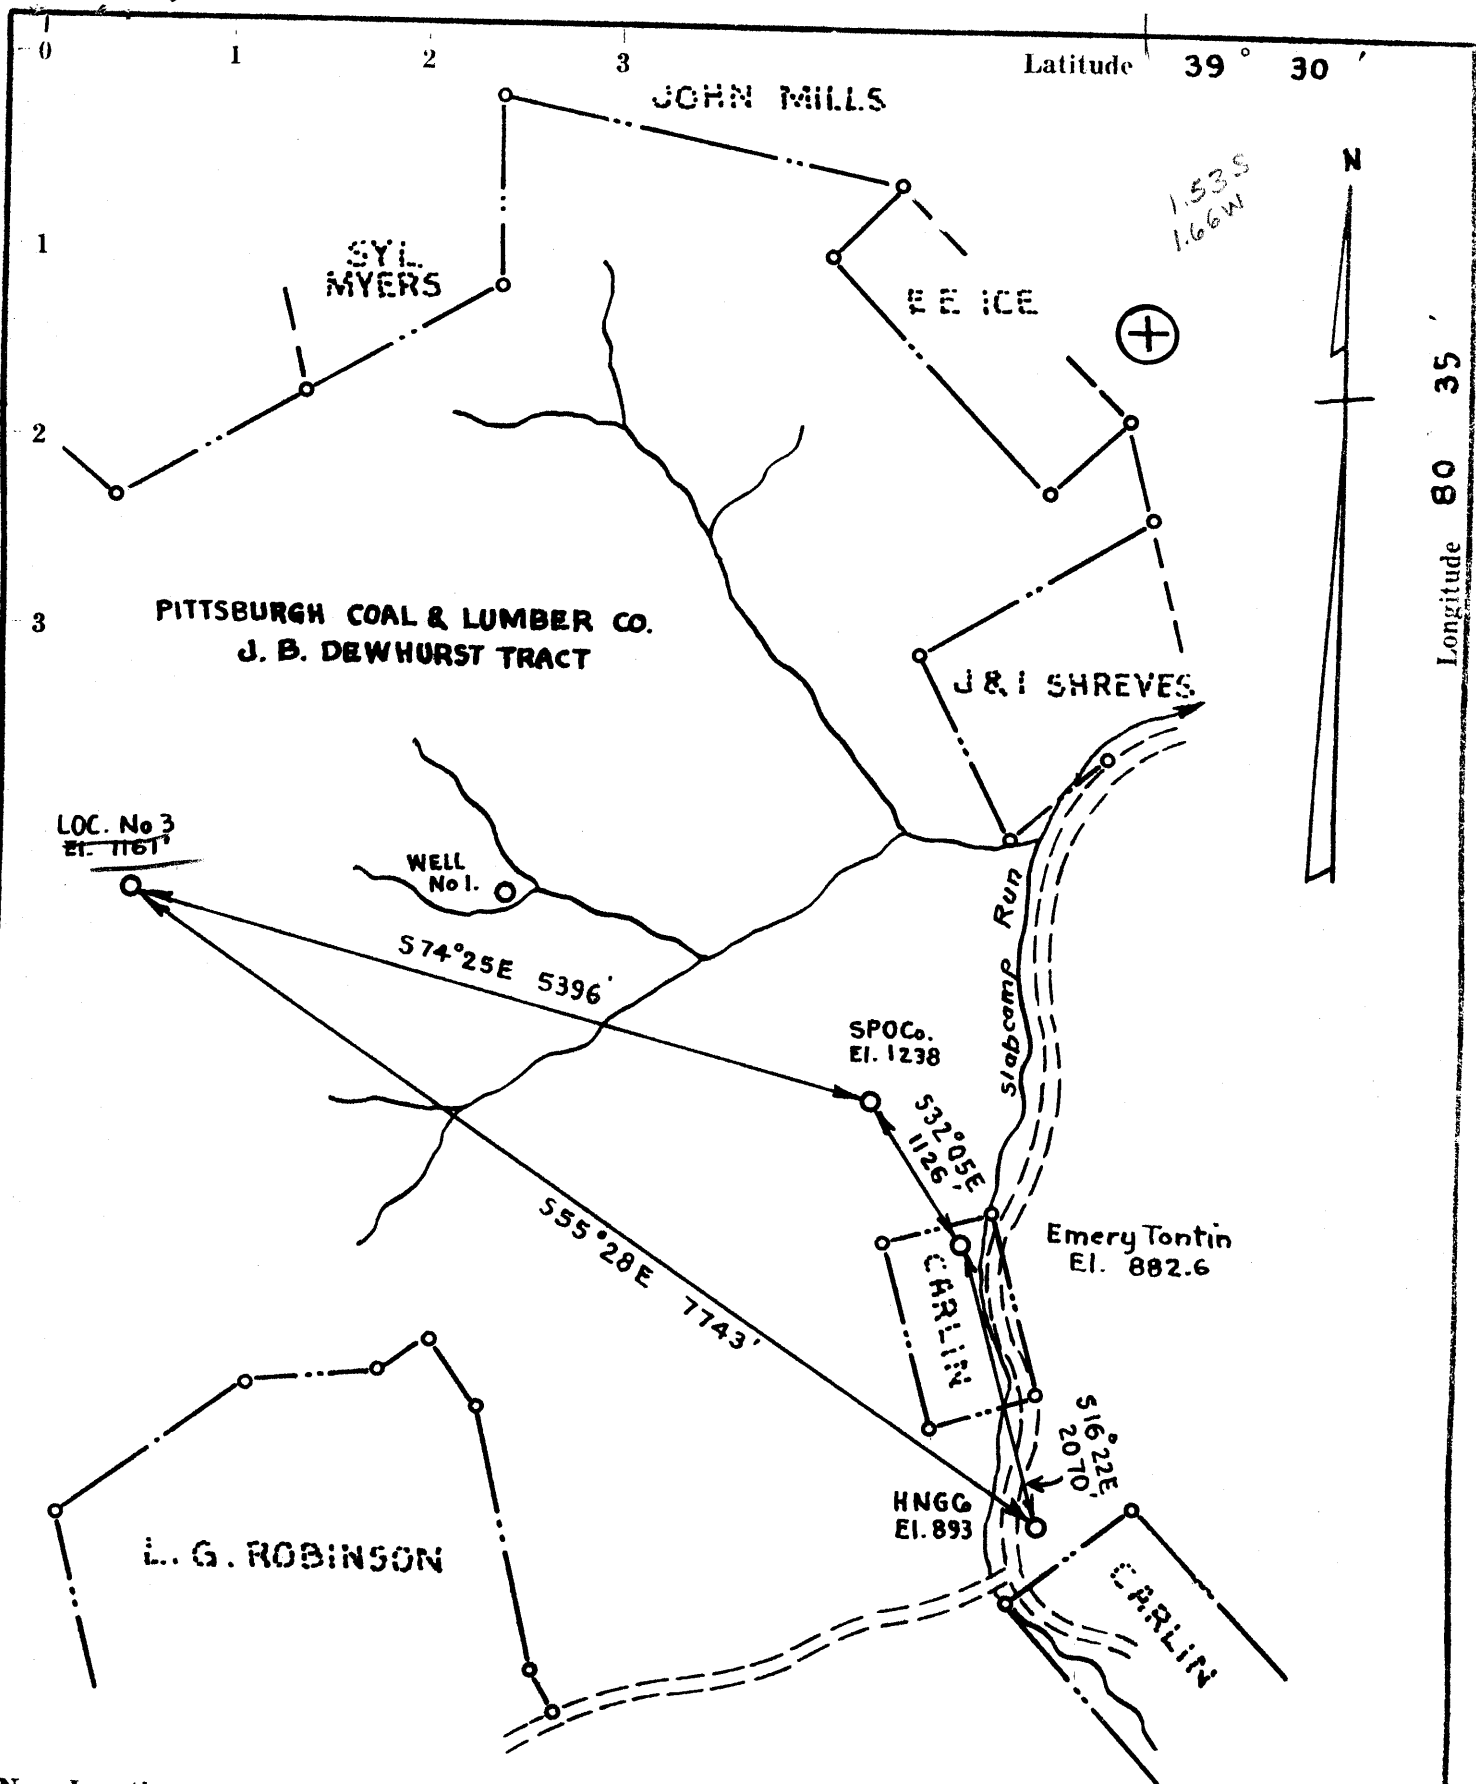 0 1 2 3 Latitude 39° 30'
JOHN MILLS
1.53S
1.66W
N
1
SYL.
MYERS
E E ICE
Longitude 80 35'
2
3
PITTSBURGH COAL & LUMBER CO.
J. B. DEWHURST TRACT
J & I SHREVES
LOC. No 3
El. 1161'
WELL
No 1.
Slabcamp Run
S74°25E 5396'
SPOCo.
El. 1238
S32°05E
1126'
Emery Tontin
El. 882.6
S55°28E 7743'
CARLIN
S16°22E
2070'
HNGCo
El. 893
L. G. ROBINSON
CARLIN